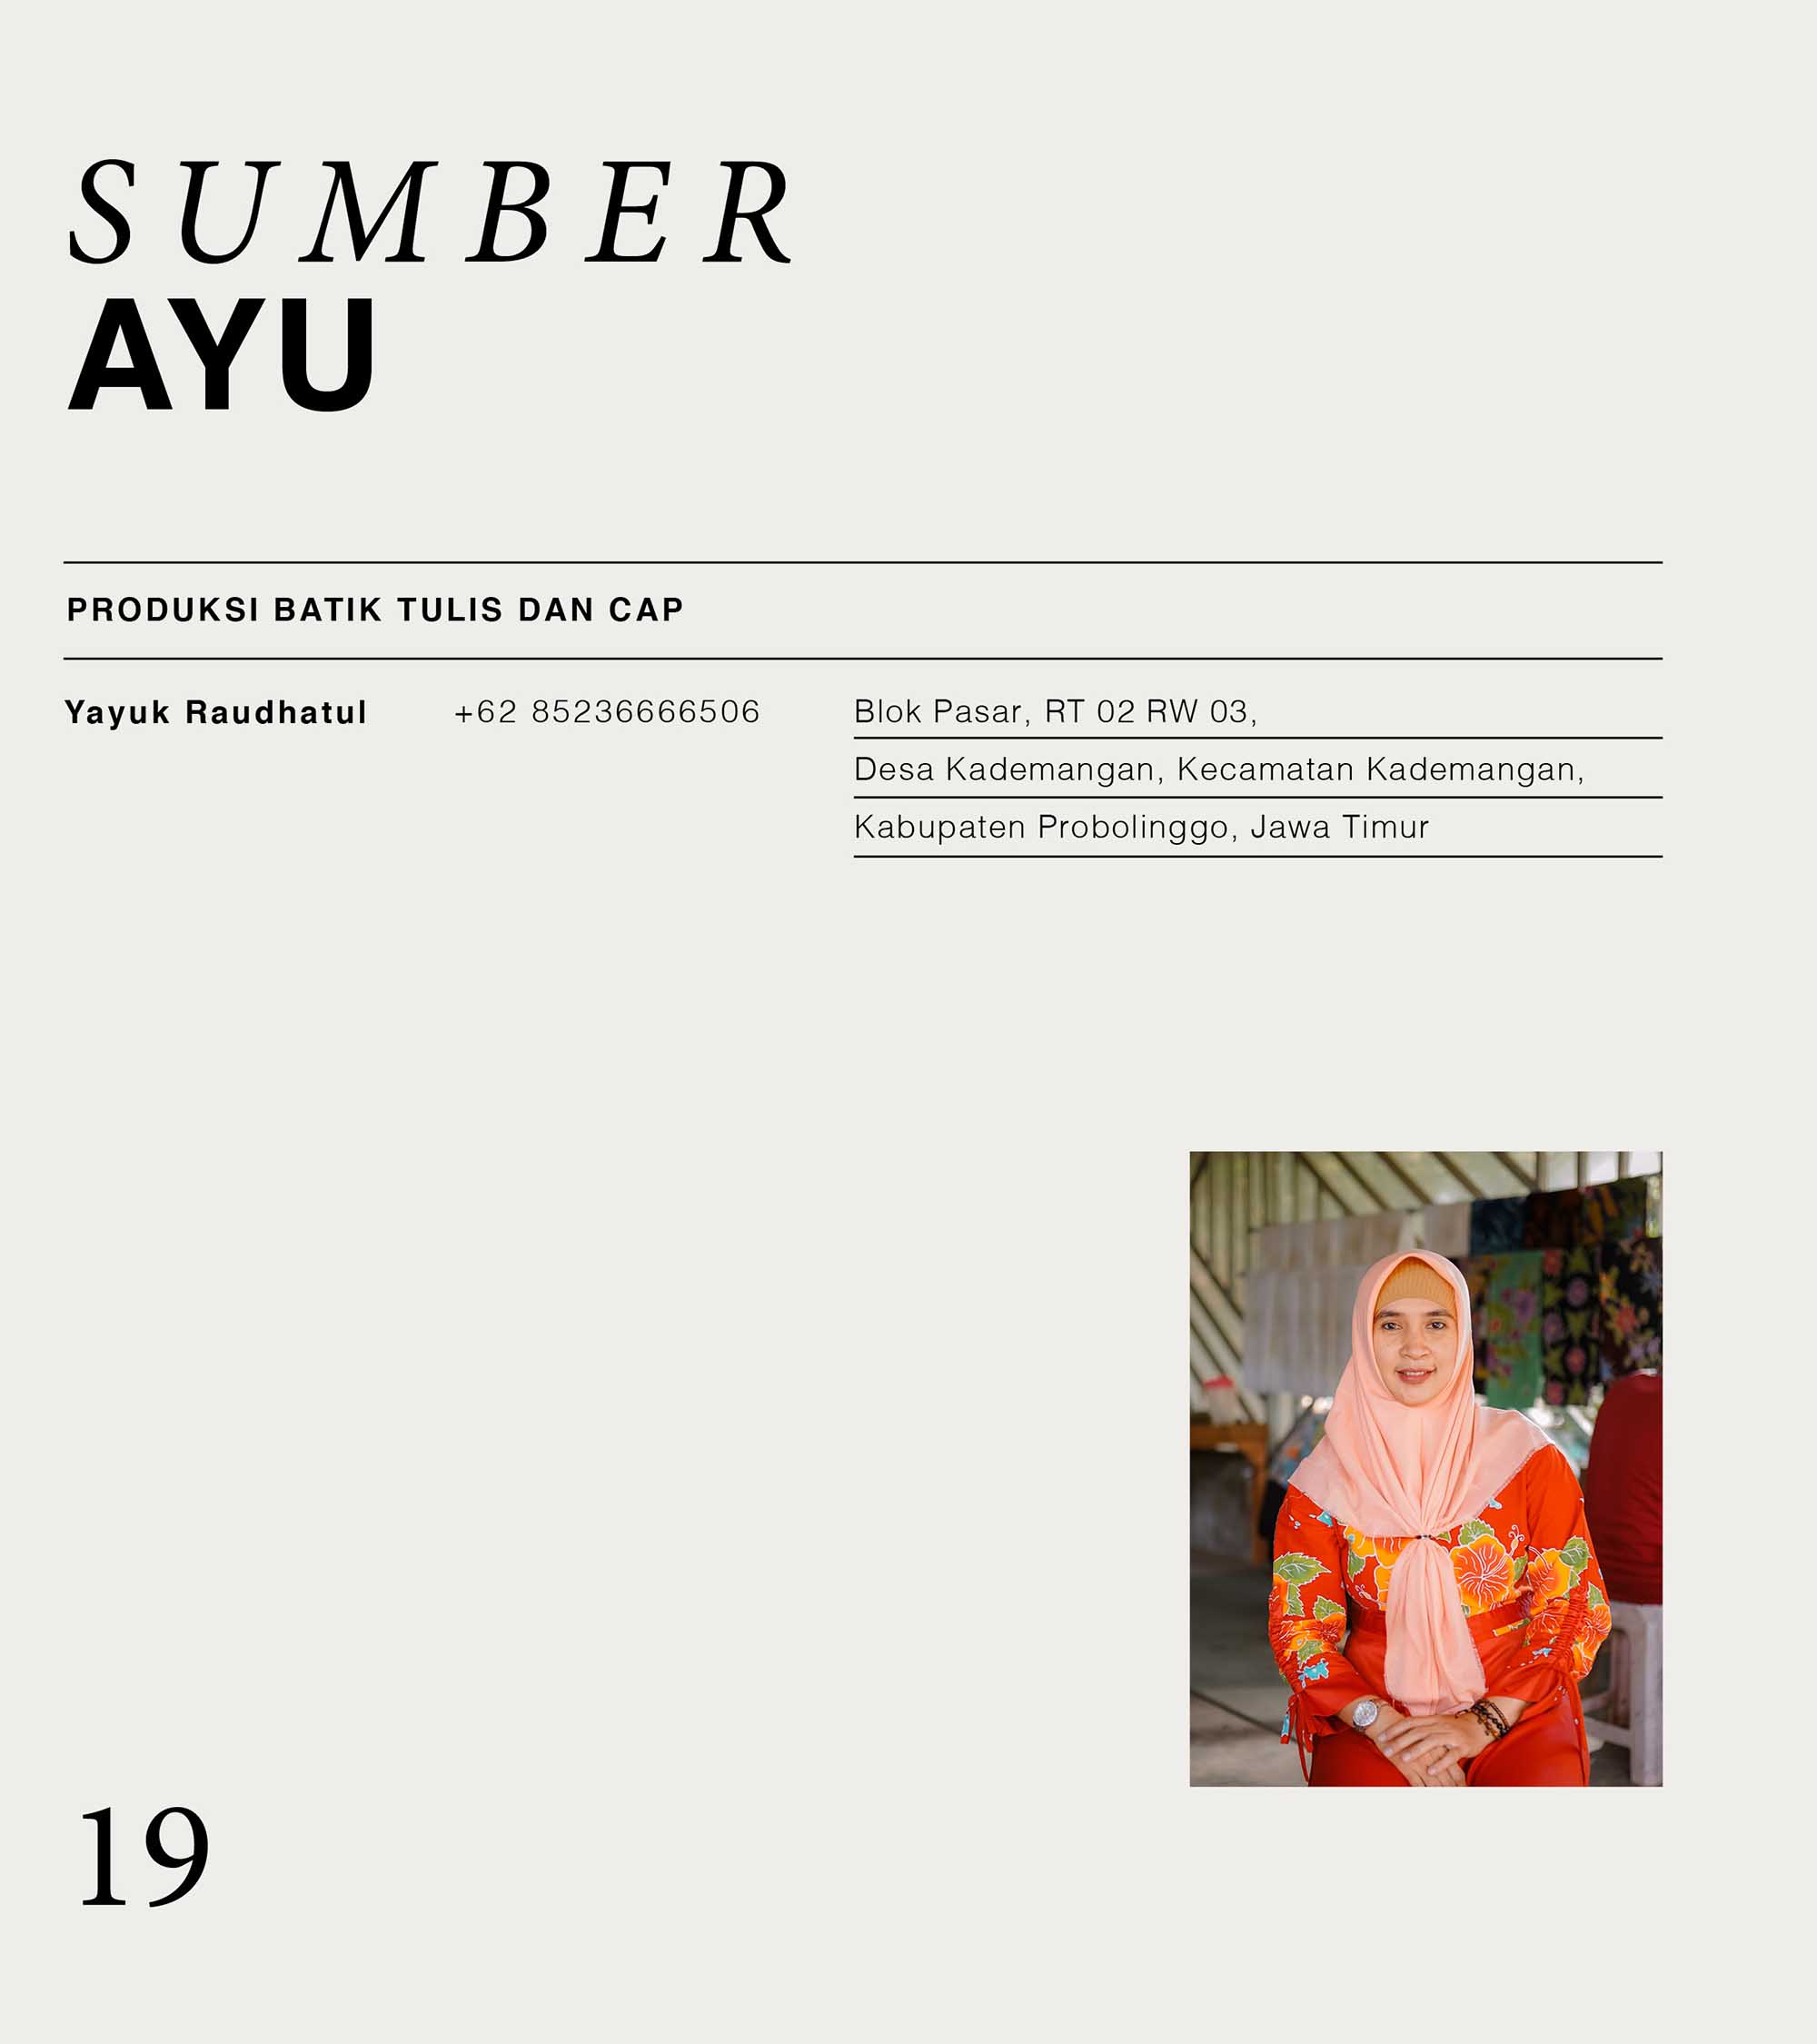 SUMBER
AYU
PRODUKSI BATIK TULIS DAN CAP
Yayuk Raudhatul
+62 85236666506
Blok Pasar, RT 02 RW 03,
Desa Kademangan, Kecamatan Kademangan,
Kabupaten Probolinggo, Jawa Timur
19